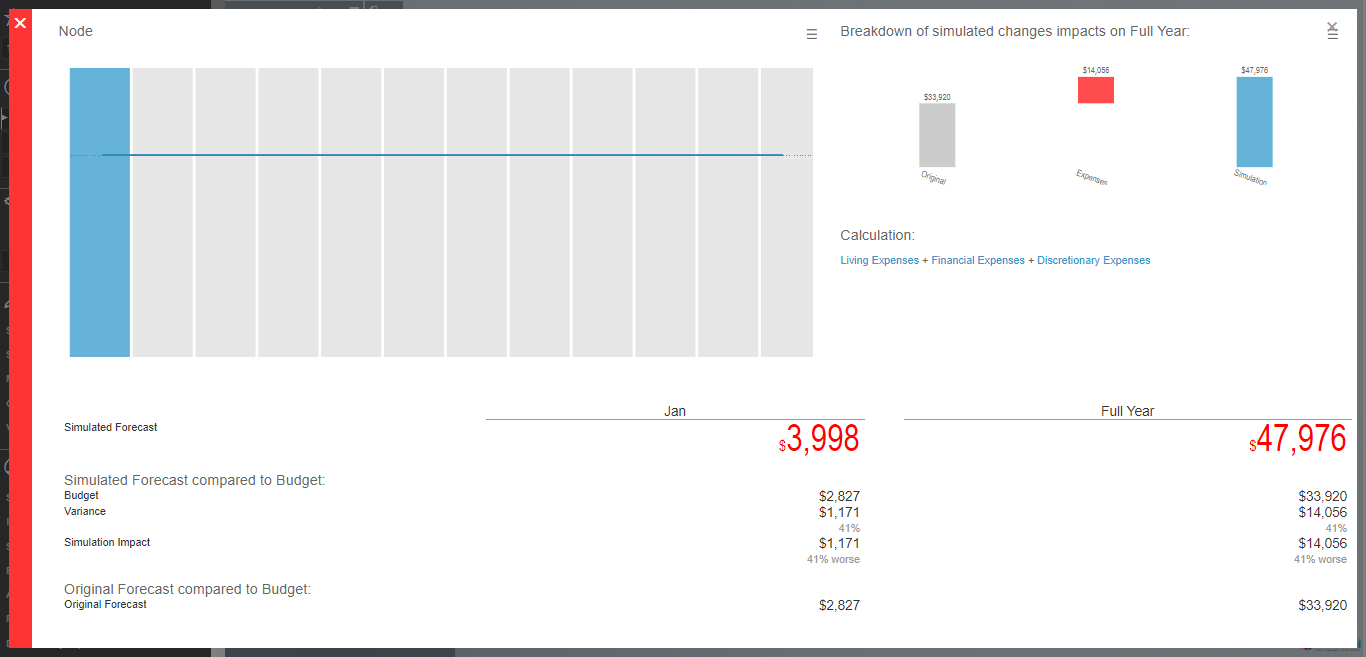 Node
Breakdown of simulated changes impacts on Full Year:
$33,920
$14,056
$47,976
Original
Expenses
Simulation
Calculation:
Living Expenses + Financial Expenses + Discretionary Expenses
Jan
Full Year
Simulated Forecast
$3,998
$47,976
Simulated Forecast compared to Budget:
Budget
$2,827
$33,920
Variance
$1,171
$14,056
41%
41%
Simulation Impact
$1,171
$14,056
41% worse
41% worse
Original Forecast compared to Budget:
Original Forecast
$2,827
$33,920